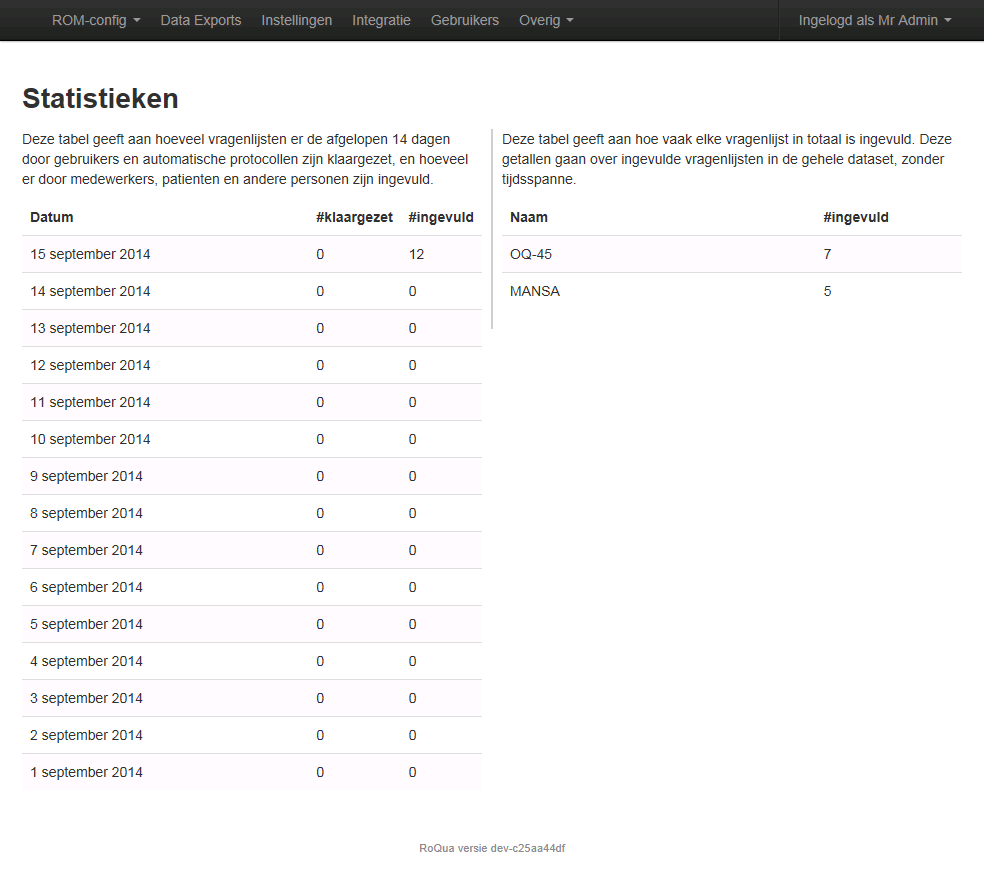 ROM-config Data Exports Instellingen Integratie Gebruikers Overig Ingelogd als Mr Admin
Statistieken
Deze tabel geeft aan hoeveel vragenlijsten er de afgelopen 14 dagen
door gebruikers en automatische protocollen zijn klaargezet, en hoeveel
er door medewerkers, patienten en andere personen zijn ingevuld.
Datum #klaargezet #ingevuld
15 september 2014 0 12
14 september 2014 0 0
13 september 2014 0 0
12 september 2014 0 0
11 september 2014 0 0
10 september 2014 0 0
9 september 2014 0 0
8 september 2014 0 0
7 september 2014 0 0
6 september 2014 0 0
5 september 2014 0 0
4 september 2014 0 0
3 september 2014 0 0
2 september 2014 0 0
1 september 2014 0 0
Deze tabel geeft aan hoe vaak elke vragenlijst in totaal is ingevuld. Deze
getallen gaan over ingevulde vragenlijsten in de gehele dataset, zonder
tijdsspanne.
Naam #ingevuld
OQ-45 7
MANSA 5
RoQua versie dev-c25aa44df